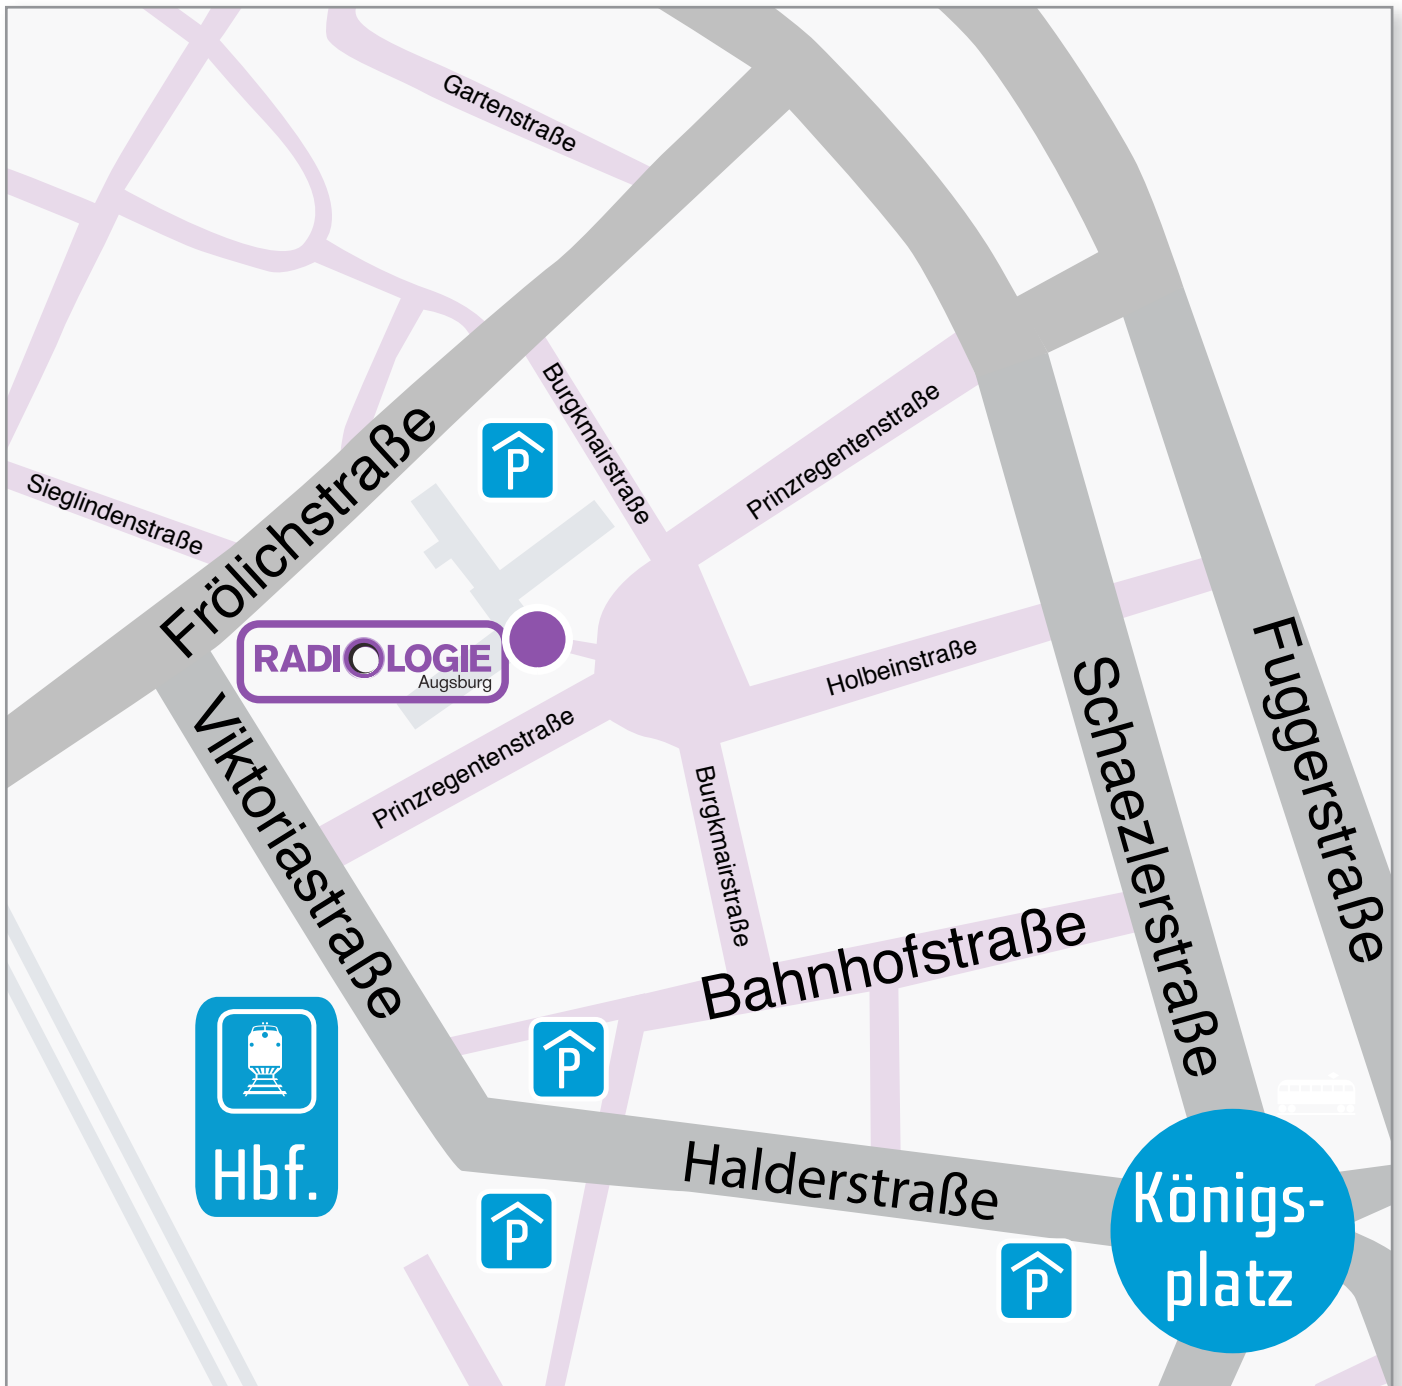 Gartenstraße
Burgkmairstraße
Prinzregentenstraße
Frölichstraße
P
Sieglindenstraße
RADIOLOGIE
Augsburg
Holbeinstraße
Schaezlerstraße
Fuggerstraße
Viktoriastraße
Prinzregentenstraße
Burgkmairstraße
Bahnhofstraße
P
Hbf.
Halderstraße
P
P
Königs-
platz